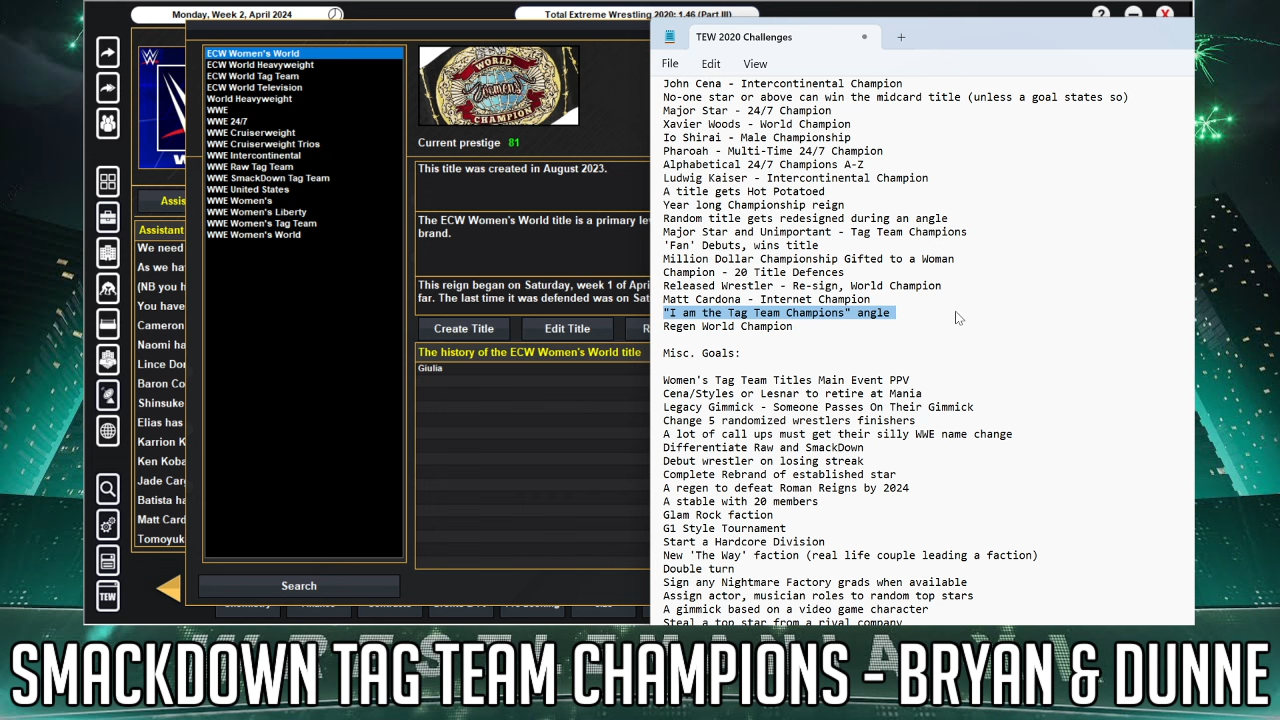 Monday, Week 2, April 2024
Total Extreme Wrestling 2020: 1.46 (Part III)
?
X
Assis
Assistant
We need
As we ha
(NB you h
You have
Cameron
Naomi ha
Lince Do
Baron Co
Shinsuke
Elias has
Karrion K
Ken Koba
Jade Carg
Batista ha
Matt Card
Tomoyuk
TEW
ECW Women's World
ECW World Heavyweight
ECW World Tag Team
ECW World Television
World Heavyweight
WWE
WWE 24/7
WWE Cruiserweight
WWE Cruiserweight Trios
WWE Intercontinental
WWE Raw Tag Team
WWE SmackDown Tag Team
WWE United States
WWE Women's
WWE Women's Liberty
WWE Women's Tag Team
WWE Women's World
Search
WORLD
Women's
CHAMPION
Current prestige 81
This title was created in August 2023.
The ECW Women's World title is a primary le
brand.
This reign began on Saturday, week 1 of Apri
far. The last time it was defended was on Sat
Create Title
Edit Title
R
The history of the ECW Women's World title
Giulia
TEW 2020 Challenges
File
Edit
View
John Cena - Intercontinental Champion
No-one star or above can win the midcard title (unless a goal states so)
Major Star - 24/7 Champion
Xavier Woods - World Champion
Io Shirai - Male Championship
Pharoah - Multi-Time 24/7 Champion
Alphabetical 24/7 Champions A-Z
Ludwig Kaiser - Intercontinental Champion
A title gets Hot Potatoed
Year long Championship reign
Random title gets redesigned during an angle
Major Star and Unimportant - Tag Team Champions
'Fan' Debuts, wins title
Million Dollar Championship Gifted to a Woman
Champion - 20 Title Defences
Released Wrestler - Re-sign, World Champion
Matt Cardona - Internet Champion
"I am the Tag Team Champions" angle
Regen World Champion
Misc. Goals:
Women's Tag Team Titles Main Event PPV
Cena/Styles or Lesnar to retire at Mania
Legacy Gimmick - Someone Passes On Their Gimmick
Change 5 randomized wrestlers finishers
A lot of call ups must get their silly WWE name change
Differentiate Raw and SmackDown
Debut wrestler on losing streak
Complete Rebrand of established star
A regen to defeat Roman Reigns by 2024
A stable with 20 members
Glam Rock faction
G1 Style Tournament
Start a Hardcore Division
New 'The Way' faction (real life couple leading a faction)
Double turn
Sign any Nightmare Factory grads when available
Assign actor, musician roles to random top stars
A gimmick based on a video game character
Steal a top star from a rival company
SMACKDOWN TAG TEAM CHAMPIONS - BRYAN & DUNNE